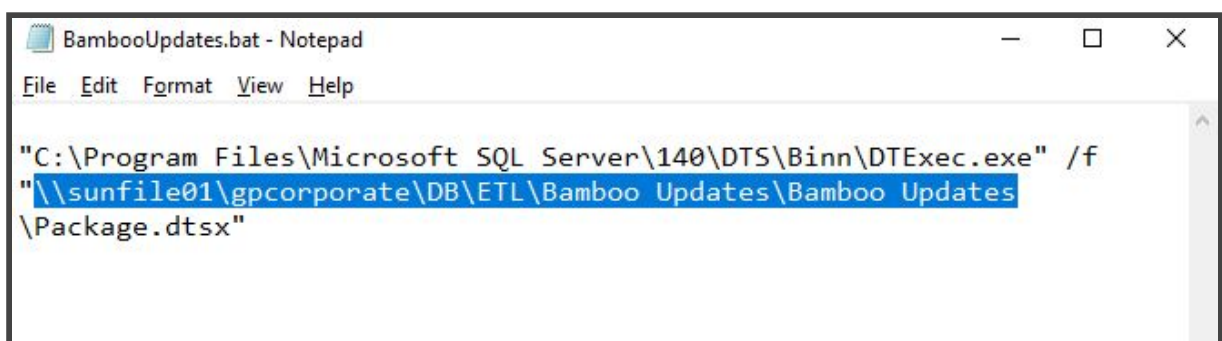 BambooUpdates.bat - Notepad
File Edit Format View Help
"C:\Program Files\Microsoft SQL Server\140\DTS\Binn\DTExec.exe" /f
"\\sunfile01\gpcorporate\DB\ETL\Bamboo Updates\Bamboo Updates
\Package.dtsx"